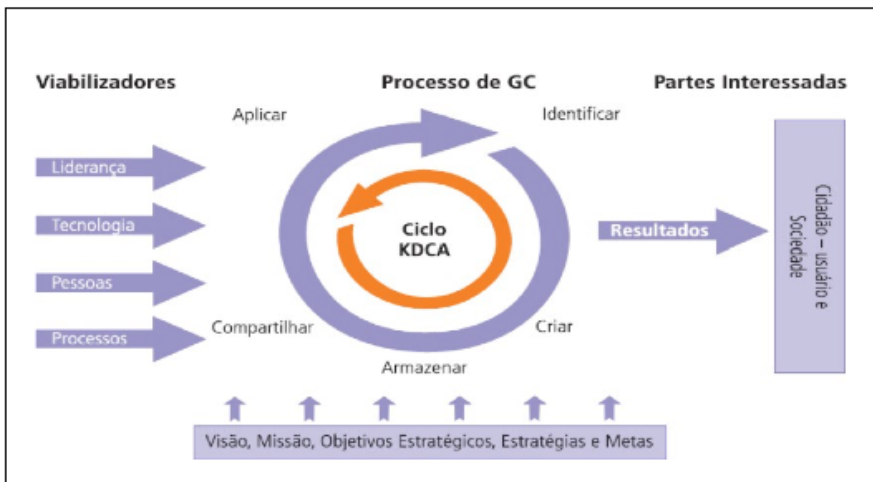 Viabilizadores
Processo de GC
Partes Interessadas
Aplicar
Identificar
Liderança
Tecnologia
Pessoas
Processos
Ciclo
KDCA
Resultados
Cidadão – usuário e
Sociedade
Compartilhar
Criar
Armazenar
Visão, Missão, Objetivos Estratégicos, Estratégias e Metas